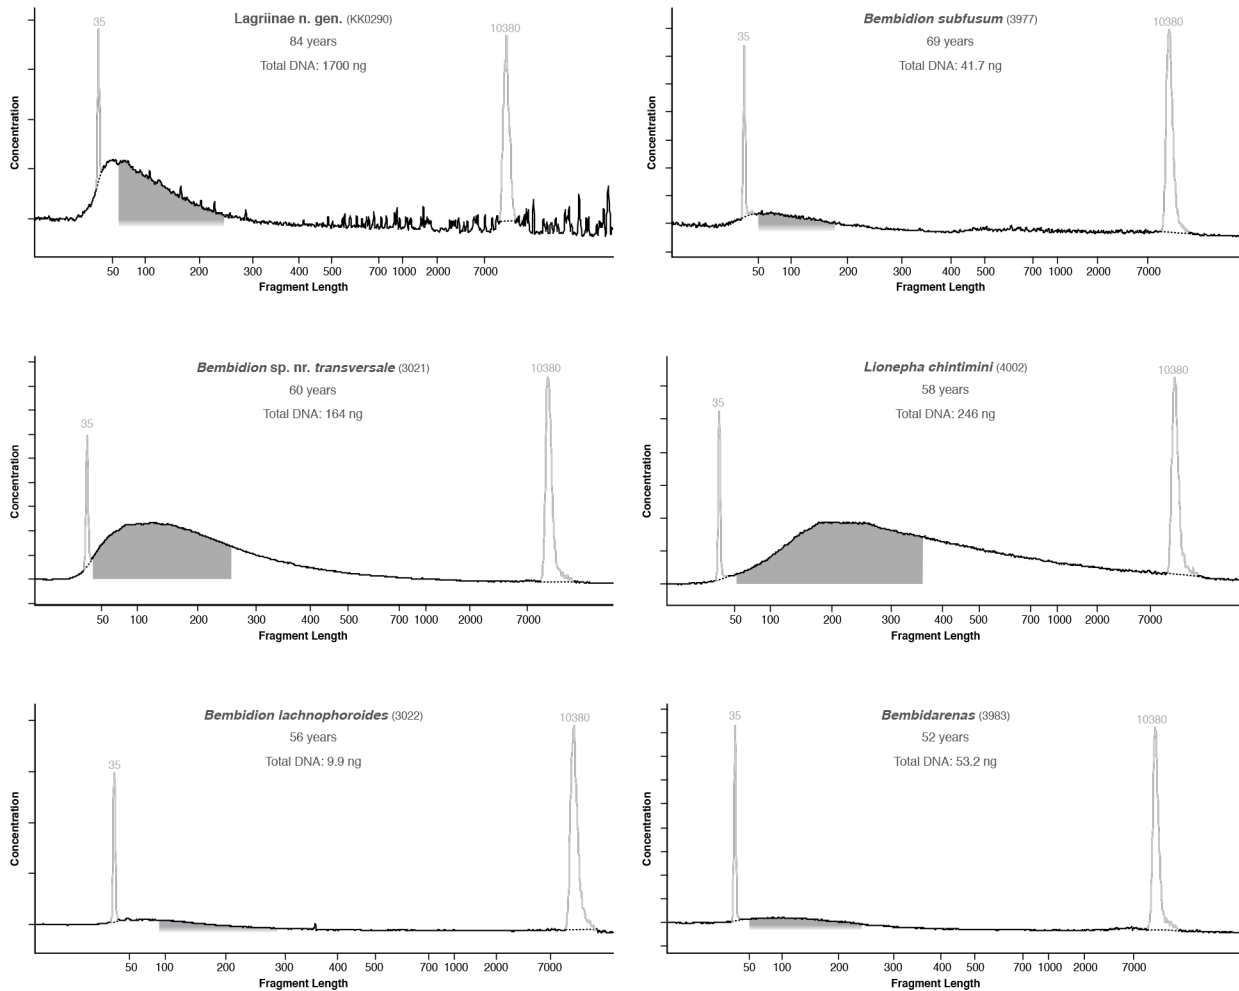 Lagriinae n. gen. (KK0290)
84 years
Total DNA: 1700 ng
35
10380
Concentration
50 100 200 300 400 500 700 1000 2000 7000
Fragment Length
Bembidion subfusum (3977)
69 years
Total DNA: 41.7 ng
35
10380
Concentration
50 100 200 300 400 500 700 1000 2000 7000
Fragment Length
Bembidion sp. nr. transversale (3021)
60 years
Total DNA: 164 ng
35
10380
Concentration
50 100 200 300 400 500 700 1000 2000 7000
Fragment Length
Lionepha chintimini (4002)
58 years
Total DNA: 246 ng
35
10380
Concentration
50 100 200 300 400 500 700 1000 2000 7000
Fragment Length
Bembidion lachnophoroides (3022)
56 years
Total DNA: 9.9 ng
35
10380
Concentration
50 100 200 300 400 500 700 1000 2000 7000
Fragment Length
Bembidarenas (3983)
52 years
Total DNA: 53.2 ng
35
10380
Concentration
50 100 200 300 400 500 700 1000 2000 7000
Fragment Length